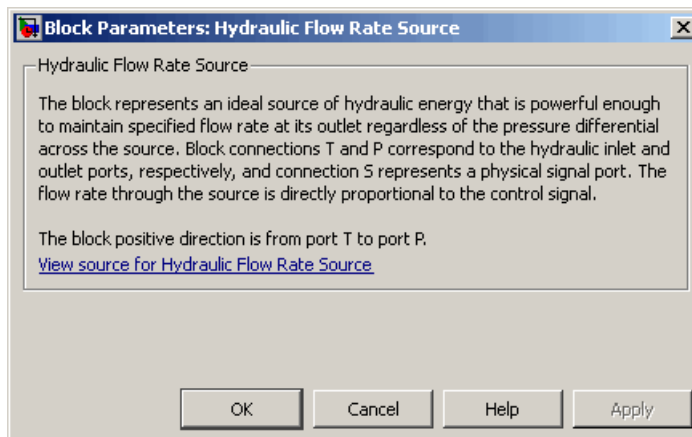 Block Parameters: Hydraulic Flow Rate Source
Hydraulic Flow Rate Source
The block represents an ideal source of hydraulic energy that is powerful enough
to maintain specified flow rate at its outlet regardless of the pressure differential
across the source. Block connections T and P correspond to the hydraulic inlet and
outlet ports, respectively, and connection S represents a physical signal port. The
flow rate through the source is directly proportional to the control signal.
The block positive direction is from port T to port P.
View source for Hydraulic Flow Rate Source
OK Cancel Help Apply